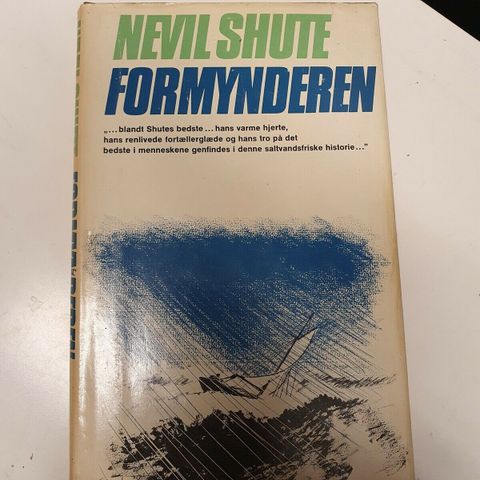 NEVIL SHUTE
FORMYNDEREN
„...blandt Shutes bedste... hans varme hjerte,
hans renlivede fortællerglæde og hans tro på det
bedste i menneskene genfindes i denne saltvandsfriske historie..."
FORMYNDEREN